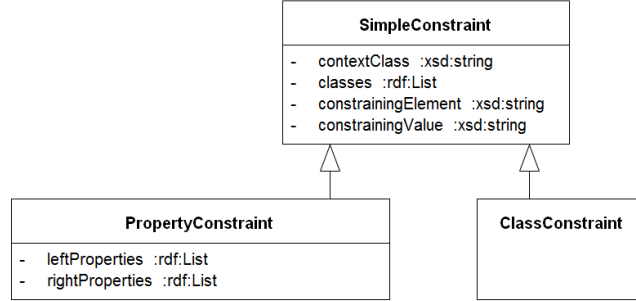 SimpleConstraint
- contextClass :xsd:string
- classes :rdf:List
- constrainingElement :xsd:string
- constrainingValue :xsd:string
PropertyConstraint
- leftProperties :rdf:List
- rightProperties :rdf:List
ClassConstraint